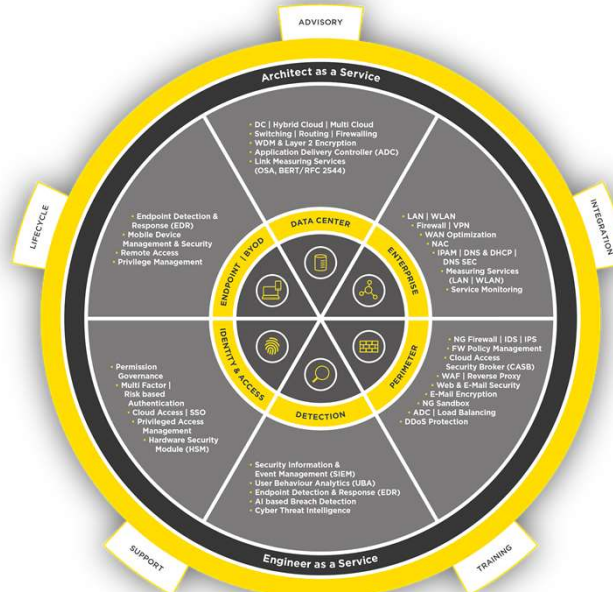 ADVISORY
Architect as a Service
• DC | Hybrid Cloud | Multi Cloud
• Switching | Routing | Firewalling
• WDM & Layer 2 Encryption
• Application Delivery Controller (ADC)
• Link Measuring Services
(OSA, BERT/RFC 2544)
LIFECYCLE
INTEGRATION
• Endpoint Detection &
Response (EDR)
• Mobile Device
Management & Security
• Remote Access
• Privilege Management
• LAN | WLAN
• Firewall | VPN
• WAN Optimization
• NAC
• IPAM | DNS & DHCP |
DNS SEC
• Measuring Services
(LAN | WLAN)
• Service Monitoring
ENDPOINT | BYOD
DATA CENTER
ENTERPRISE
IDENTITY & ACCESS
DETECTION
PERIMETER
• Permission
Governance
• Multi Factor |
Risk based
Authentication
• Cloud Access | SSO
• Privileged Access
Management
• Hardware Security
Module (HSM)
• NG Firewall | IDS | IPS
• FW Policy Management
• Cloud Access
Security Broker (CASB)
• WAF | Reverse Proxy
• Web & E-Mail Security
• E-Mail Encryption
• NG Sandbox
• ADC | Load Balancing
• DDoS Protection
• Security Information &
Event Management (SIEM)
• User Behaviour Analytics (UBA)
• Endpoint Detection & Response (EDR)
• AI based Breach Detection
• Cyber Threat Intelligence
SUPPORT
Engineer as a Service
TRAINING